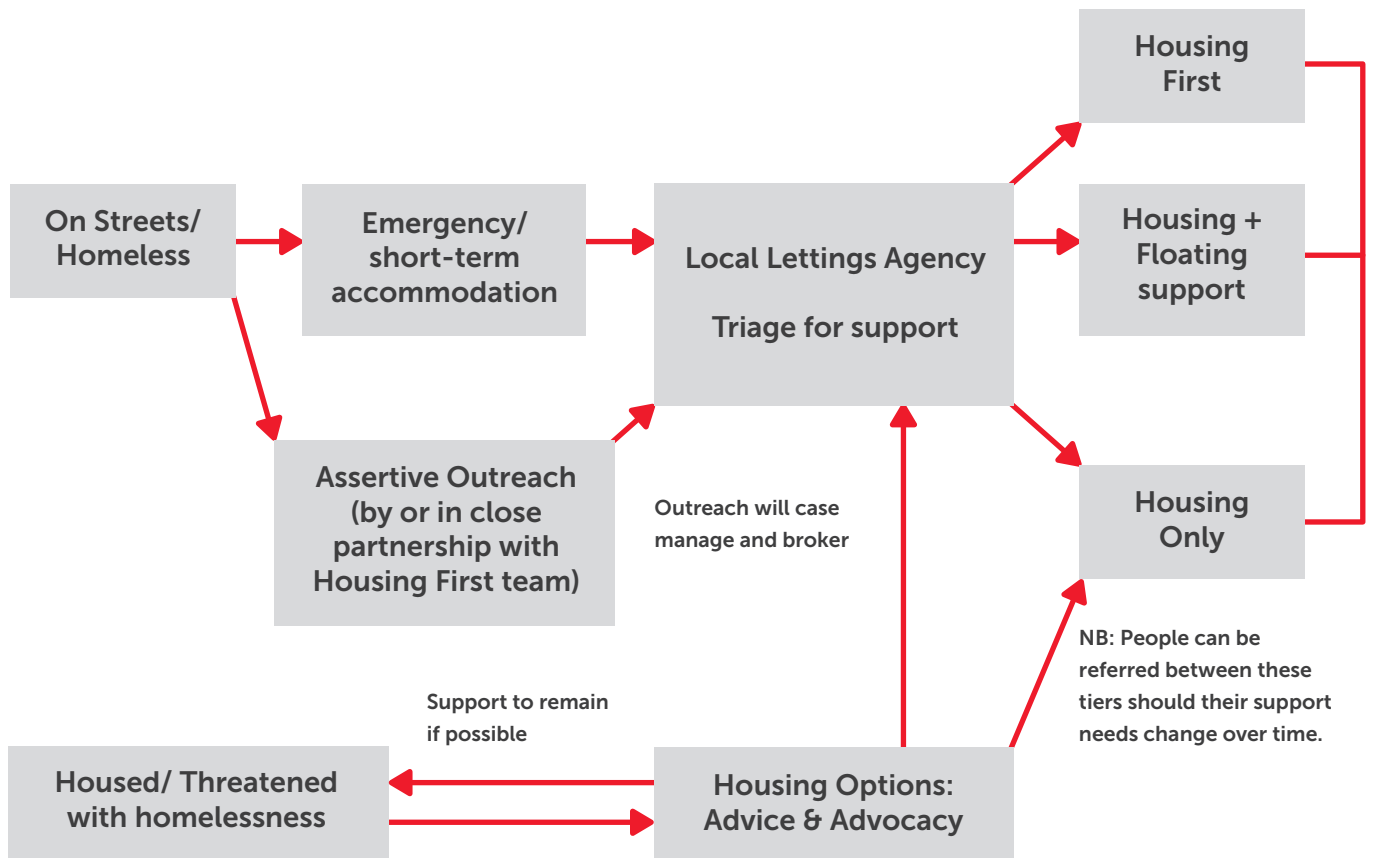 Housing
First
On Streets/
Homeless
Emergency/
short-term
accommodation
Local Lettings Agency
Triage for support
Housing +
Floating
support
Assertive Outreach
(by or in close
partnership with
Housing First team)
Outreach will case
manage and broker
Housing
Only
NB: People can be
referred between these
tiers should their support
needs change over time.
Support to remain
if possible
Housed/ Threatened
with homelessness
Housing Options:
Advice & Advocacy